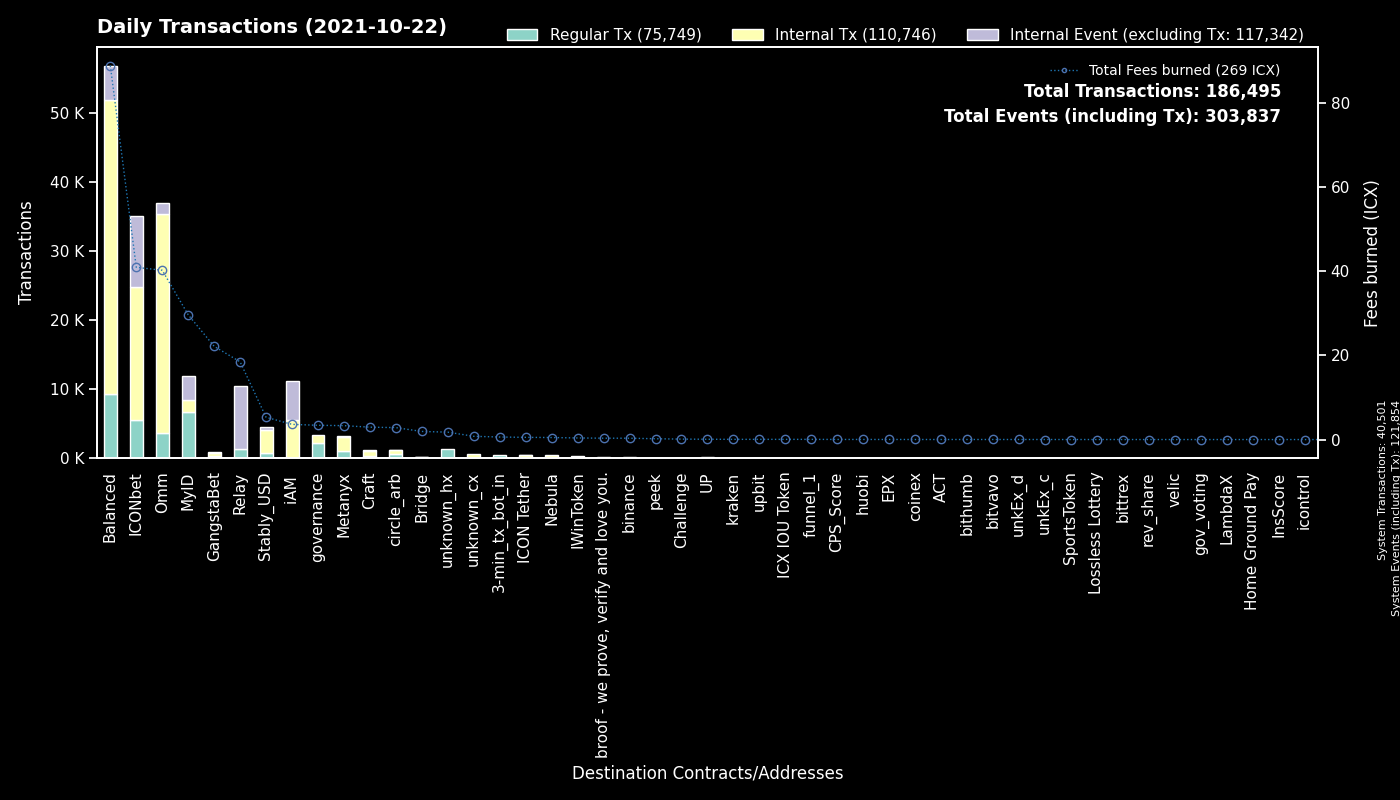 Daily Transactions (2021-10-22)
Regular Tx (75,749)
Internal Tx (110,746)
Internal Event (excluding Tx: 117,342)
Total Fees burned (269 ICX)
Total Transactions: 186,495
Total Events (including Tx): 303,837
Transactions
50 K
40 K
30 K
20 K
10 K
0 K
80
60
40
20
0
Fees burned (ICX)
System Transactions: 40,501
System Events (including Tx): 121,854
Balanced
ICONbet
Omm
MyID
GangstaBet
Relay
Stably_USD
iAM
governance
Metanyx
Craft
circle_arb
Bridge
unknown_hx
unknown_cx
3-min_tx_bot_in
ICON Tether
Nebula
IWinToken
broof - we prove, verify and love you.
binance
peek
Challenge
UP
kraken
upbit
ICX IOU Token
funnel_1
CPS_Score
huobi
EPX
coinex
ACT
bithumb
bitvavo
unkEx_d
unkEx_c
SportsToken
Lossless Lottery
bittrex
rev_share
velic
gov_voting
LambdaX
Home Ground Pay
InsScore
icontrol
Destination Contracts/Addresses